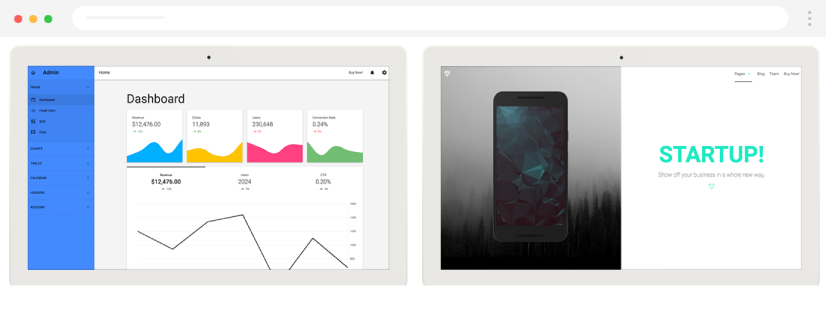 Admin
Home
Buy Now!
PAGES
Dashboard
Chat
CHARTS
TABLES
CALENDAR
HEADERS
ACCOUNT
Dashboard
Revenue
$12,476.00
Clicks
11,893
Users
230,648
Conversion Rate
0.24%
Revenue
$12,476.00
Users
2024
CTR
0.20%
Pages
Blog
Team
Buy Now!
STARTUP!
Show off your business in a whole new way.